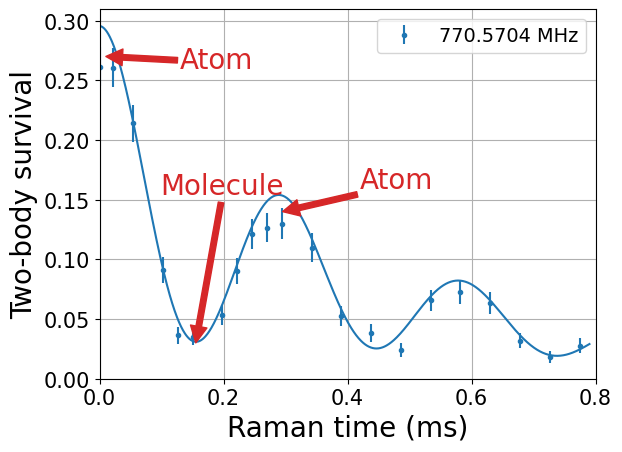 770.5704 MHz
Atom
Molecule
Atom
Two-body survival
0.30
0.25
0.20
0.15
0.10
0.05
0.00
0.0 0.2 0.4 0.6 0.8
Raman time (ms)